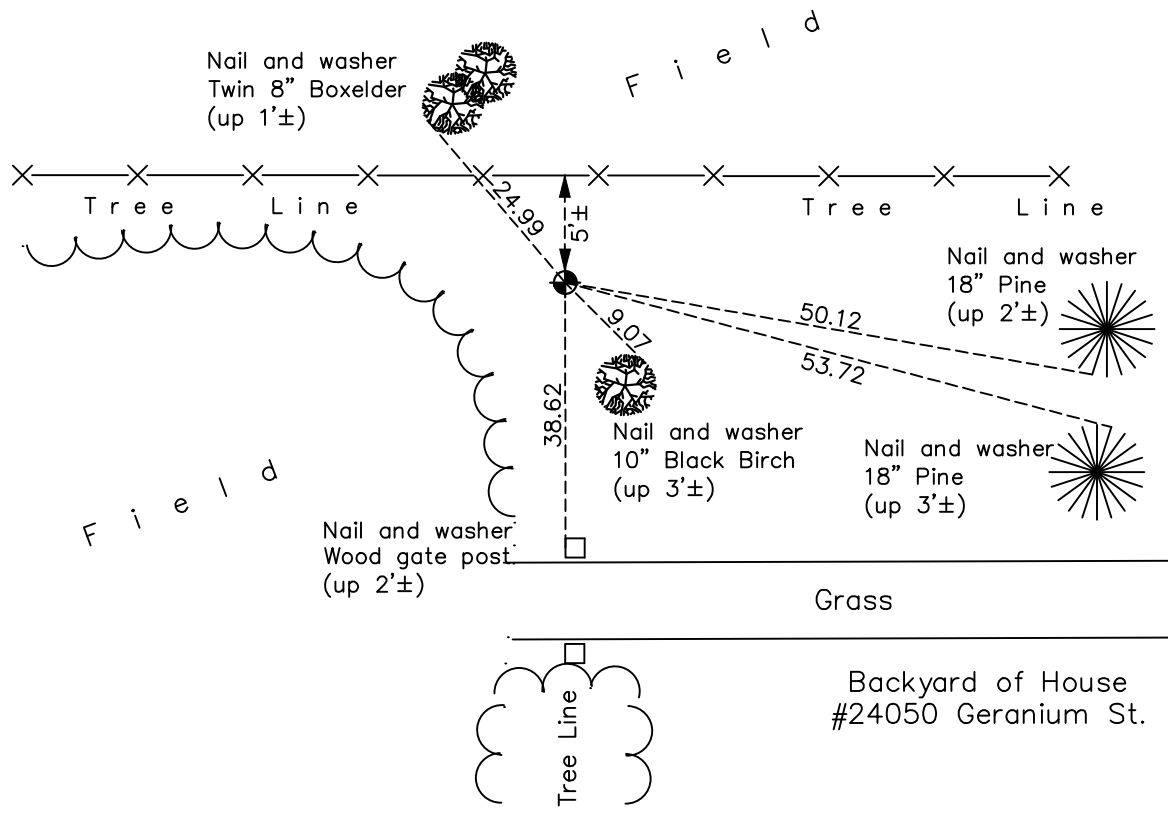 F i e l d
Nail and washer
Twin 8" Boxelder
(up 1'±)
Tree Line
Tree Line
24.99
5'±
Nail and washer
18" Pine
(up 2'±)
50.12
9.07
53.72
38.62
Nail and washer
10" Black Birch
(up 3'±)
Nail and washer
18" Pine
(up 3'±)
F i e l d
Nail and washer
Wood gate post
(up 2'±)
Grass
Tree Line
Backyard of House
#24050 Geranium St.